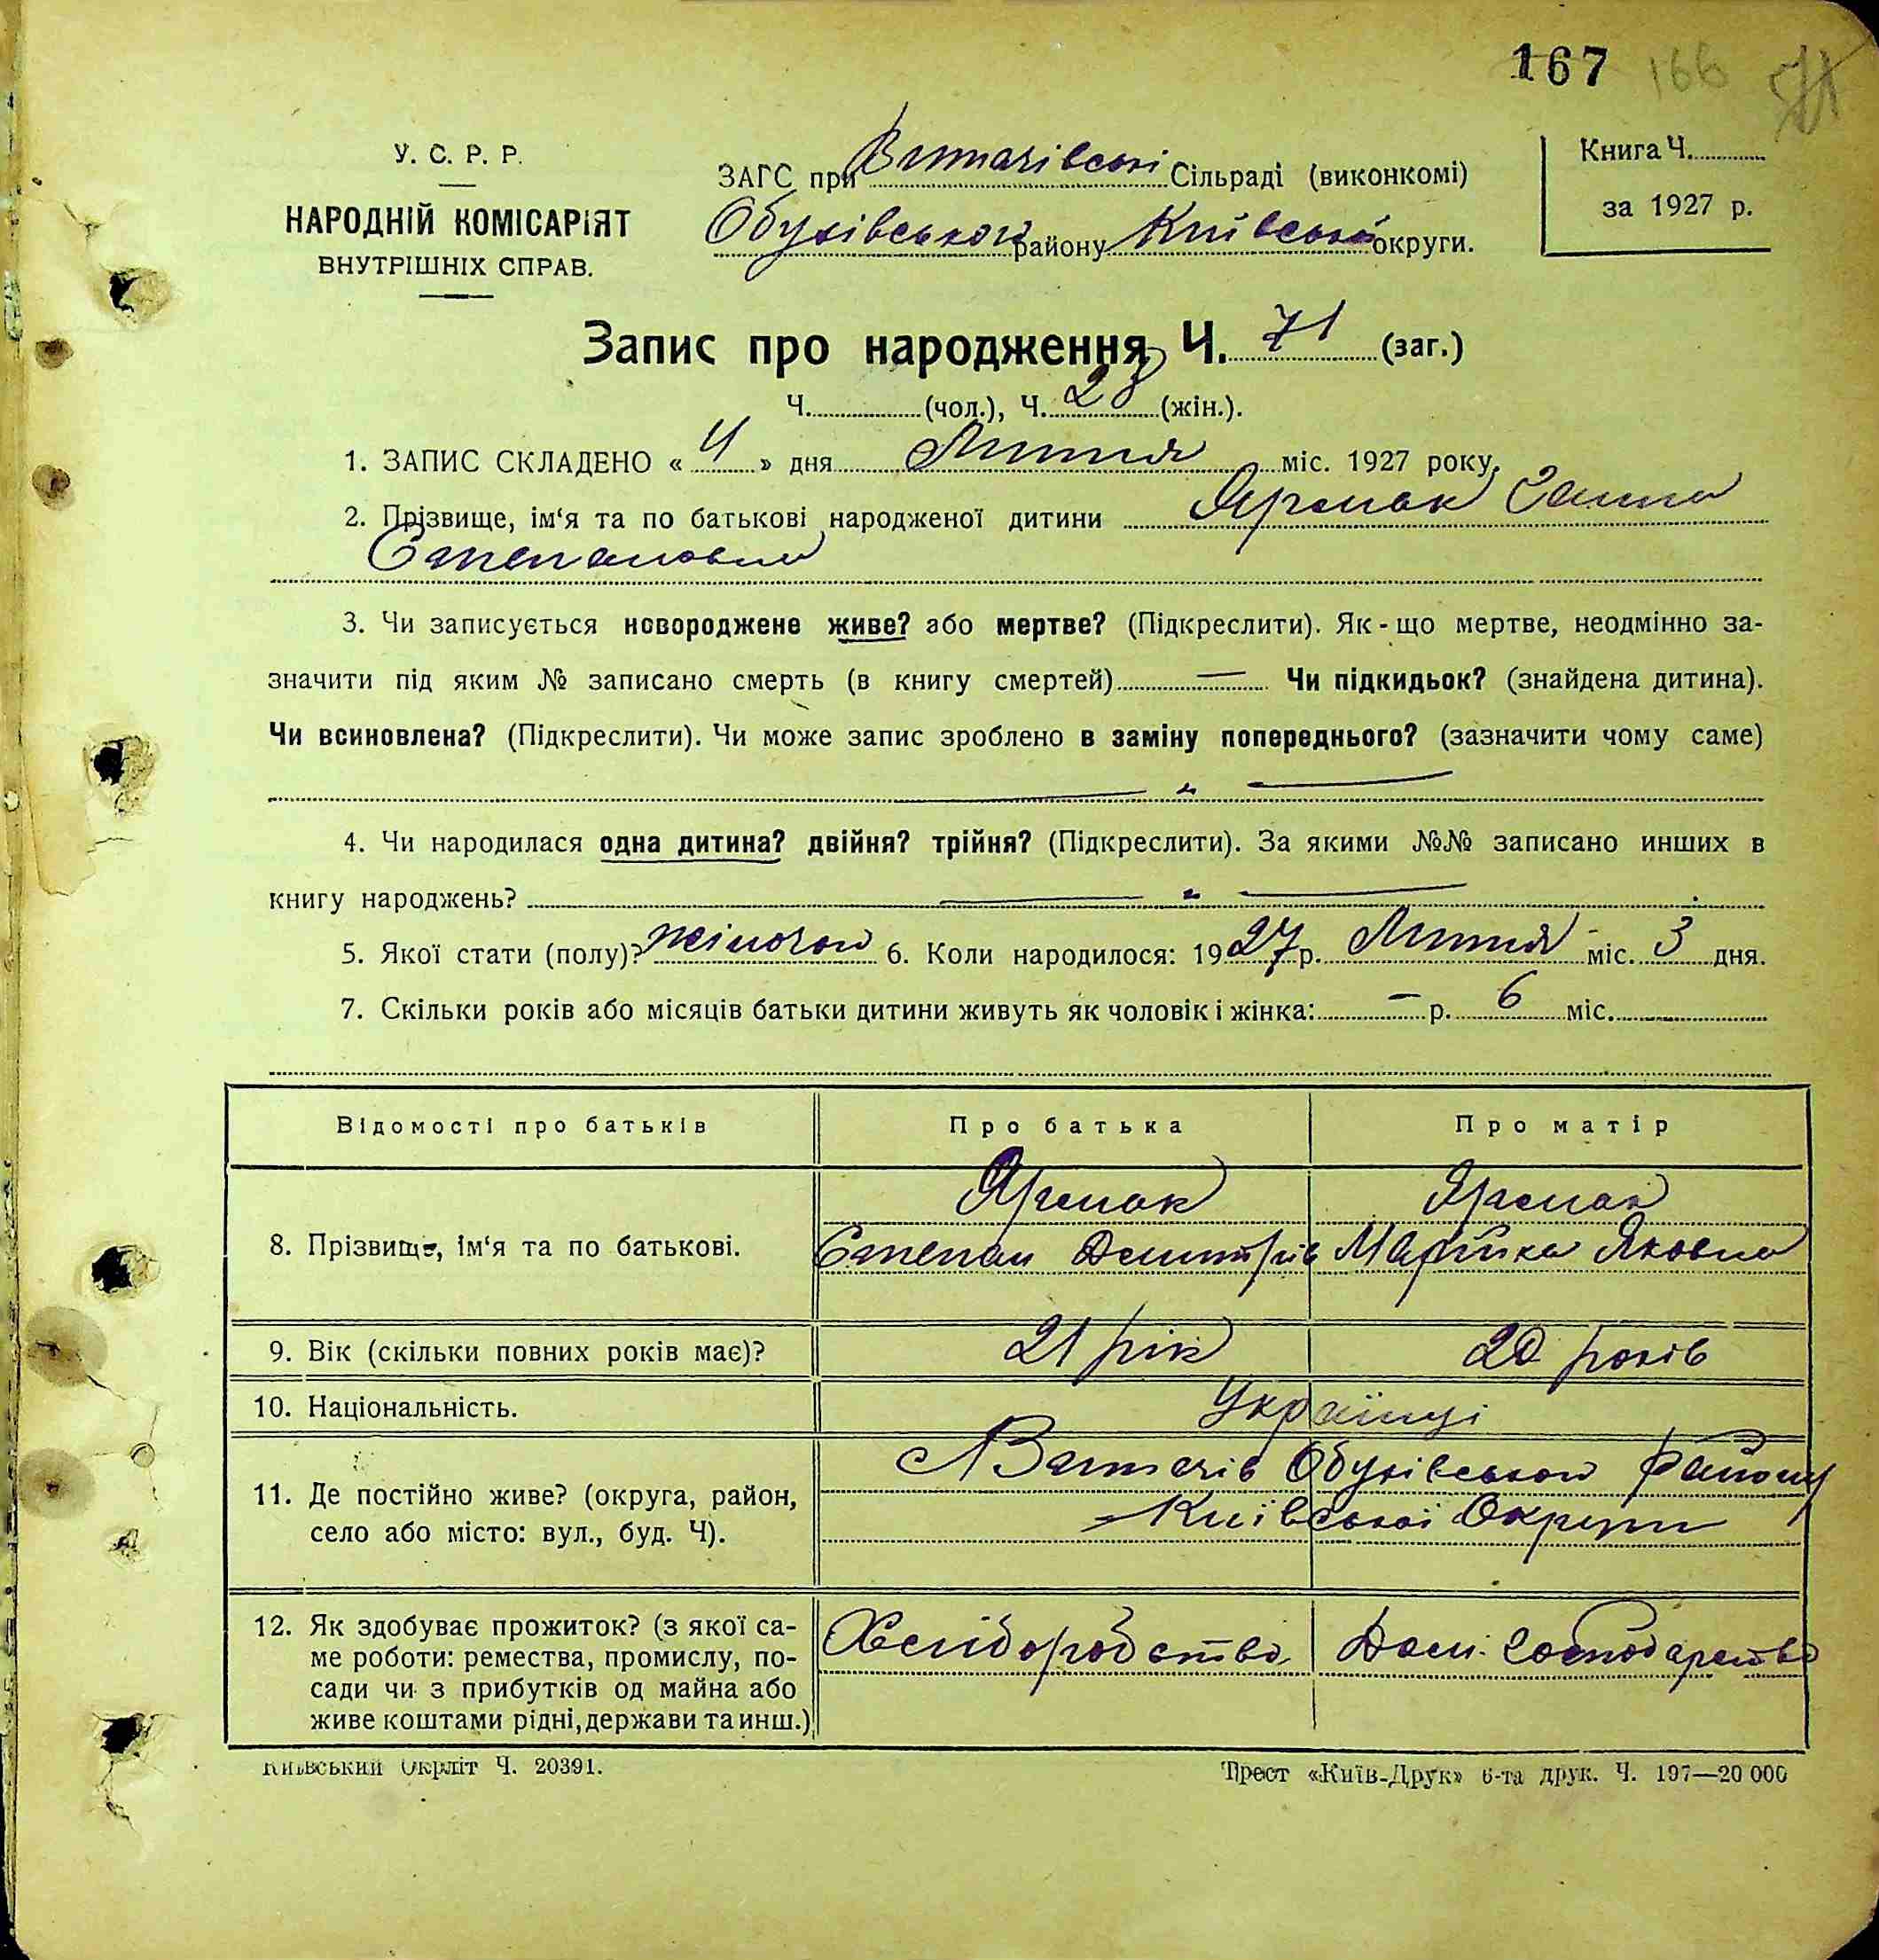 167 166 71
У. С. Р. Р.
НАРОДНІЙ КОМІСАРІЯТ
ВНУТРІШНІХ СПРАВ.
ЗАГС при Витачівські Сільраді (виконкомі)
Обухівського району Київської округи.
Книга Ч.
за 1927 р.
Запис про народження Ч. 71 (заг.)
Ч. (чол.), Ч. 28 (жін.).
1. ЗАПИС СКЛАДЕНО « 4 » дня Липня міс. 1927 року.
2. Прізвище, ім‘я та по батькові народженої дитини Ярмак Ганна
Степановна
3. Чи записується новороджене живе? або мертве? (Підкреслити). Як-що мертве, неодмінно за-
значити під яким № записано смерть (в книгу смертей) — Чи підкидьок? (знайдена дитина).
Чи всиновлена? (Підкреслити). Чи може запис зроблено в заміну попереднього? (зазначити чому саме)
— „ —
4. Чи народилася одна дитина? двійня? трійня? (Підкреслити). За якими №№ записано инших в
книгу народжень? — „ —
5. Якої стати (полу)? жіночої 6. Коли народилося: 1927 р. Липня міс. 3 дня.
7. Скільки років або місяців батьки дитини живуть як чоловік і жінка: — р. 6 міс.
Відомості про батьків Про батька Про матір
8. Прізвище, ім‘я та по батькові.
Ярмак Ярмак
Степан Дмитрів Марійка Яковна
9. Вік (скільки повних років має)? 21 рік 20 років
10. Національність. Українці
11. Де постійно живе? (округа, район,
село або місто: вул., буд. Ч).
с Витачів Обухівського Району
Київської Округи
12. Як здобуває прожиток? (з якої са-
ме роботи: ремества, промислу, по-
сади чи з прибутків од майна або
живе коштами рідні, держави та инш.)
Хліборобство Дом. господарство
Київський Окрліт Ч. 20391.
Трест «Київ-Друк» 6-та друк. Ч. 197—20 000